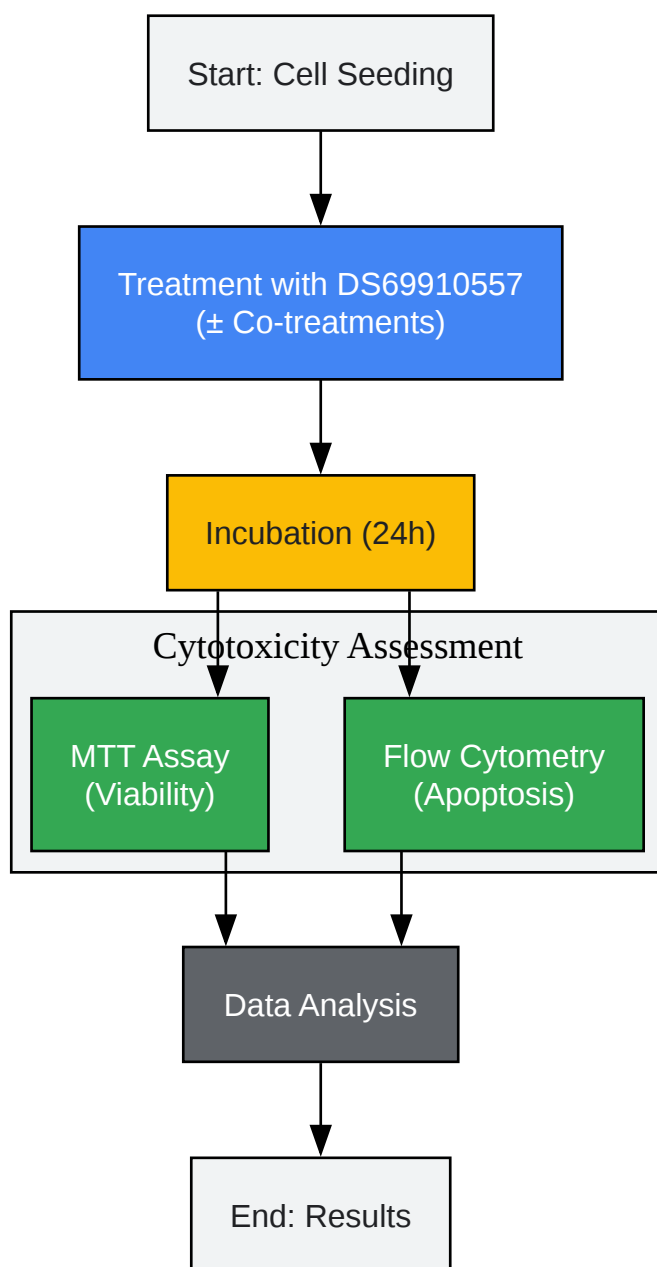 Start: Cell Seeding
Treatment with DS69910557
(± Co-treatments)
Incubation (24h)
Cytotoxicity Assessment
MTT Assay
(Viability)
Flow Cytometry
(Apoptosis)
Data Analysis
End: Results